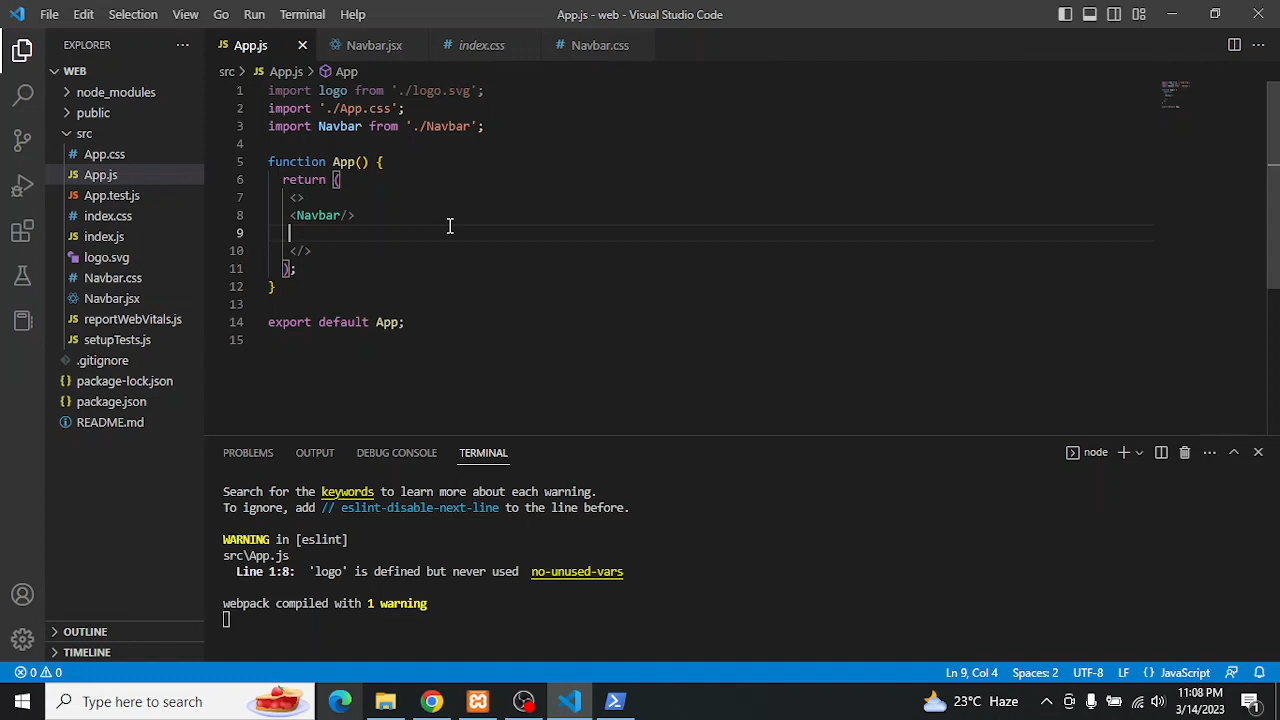 File Edit Selection View Go Run Terminal Help App.js - web - Visual Studio Code
EXPLORER
App.js Navbar.jsx index.css Navbar.css
WEB
node_modules
public
src
App.css
App.js
App.test.js
index.css
index.js
logo.svg
Navbar.css
Navbar.jsx
reportWebVitals.js
setupTests.js
.gitignore
package-lock.json
package.json
README.md
OUTLINE
TIMELINE
src > App.js > App
1 import logo from './logo.svg';
2 import './App.css';
3 import Navbar from './Navbar';
4
5 function App() {
6 return (
7 <>
8 <Navbar/>
9
10 </>
11 );
12 }
13
14 export default App;
15
PROBLEMS OUTPUT DEBUG CONSOLE TERMINAL node
Search for the keywords to learn more about each warning.
To ignore, add // eslint-disable-next-line to the line before.
WARNING in [eslint]
src\App.js
Line 1:8: 'logo' is defined but never used no-unused-vars
webpack compiled with 1 warning
0 0 Ln 9, Col 4 Spaces: 2 UTF-8 LF {} JavaScript
Type here to search 23°C Haze 3:08 PM
3/14/2023 1